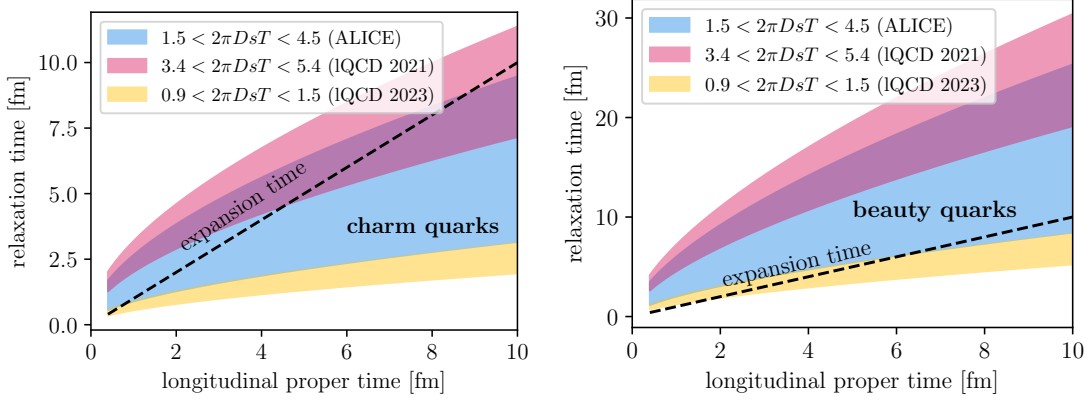 relaxation time [fm]
10.0
7.5
5.0
2.5
0.0
1.5 < 2πDsT < 4.5 (ALICE)
3.4 < 2πDsT < 5.4 (lQCD 2021)
0.9 < 2πDsT < 1.5 (lQCD 2023)
expansion time
charm quarks
0 2 4 6 8 10
longitudinal proper time [fm]
relaxation time [fm]
30
20
10
0
1.5 < 2πDsT < 4.5 (ALICE)
3.4 < 2πDsT < 5.4 (lQCD 2021)
0.9 < 2πDsT < 1.5 (lQCD 2023)
beauty quarks
expansion time
0 2 4 6 8 10
longitudinal proper time [fm]